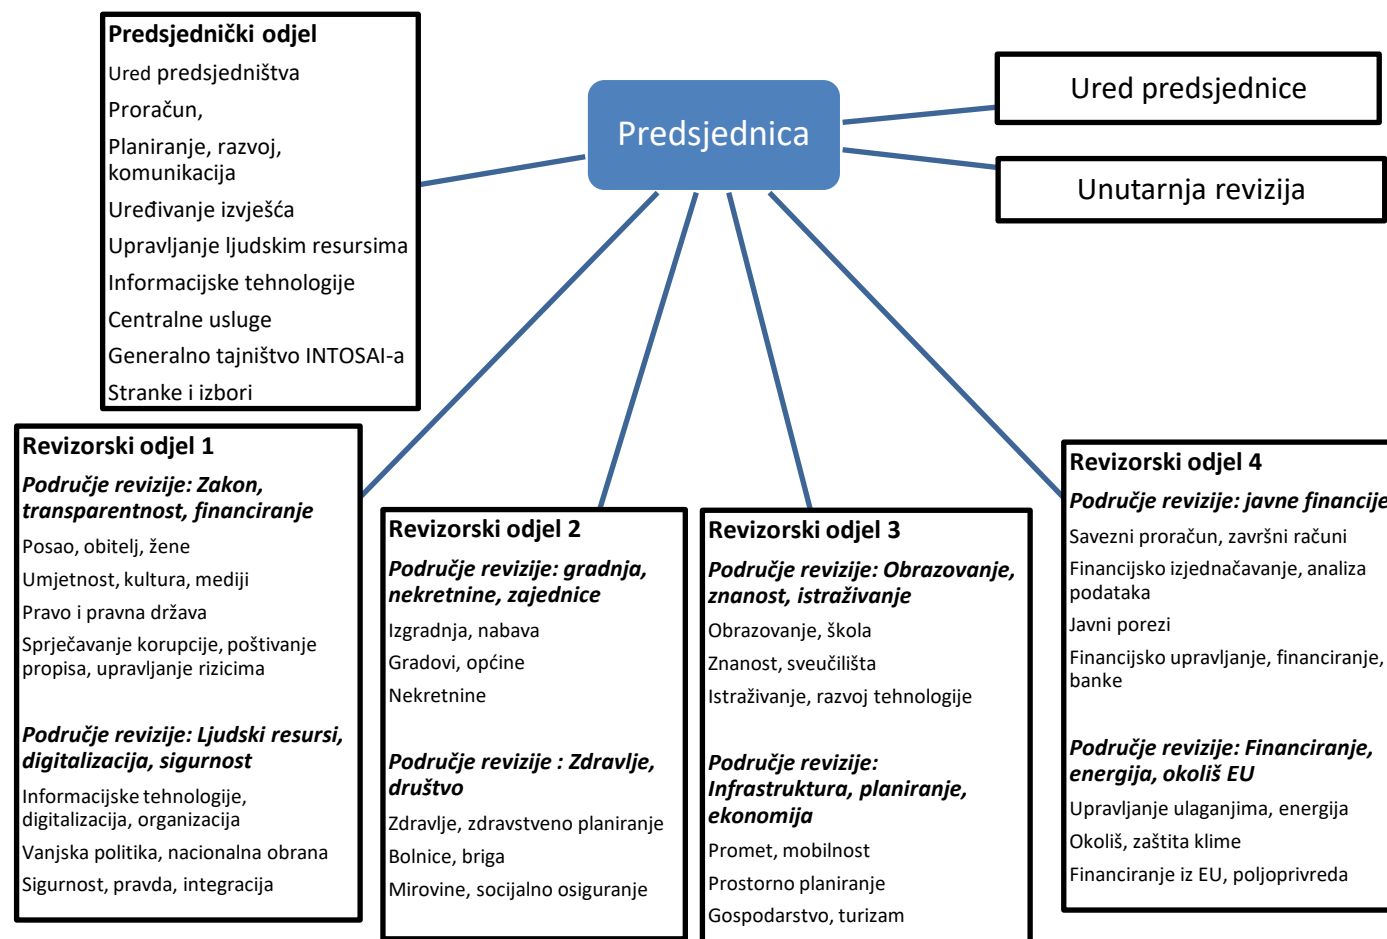 Predsjednički odjel
Ured predsjedništva
Proračun,
Planiranje, razvoj,
komunikacija
Uređivanje izvješća
Upravljanje ljudskim resursima
Informacijske tehnologije
Centralne usluge
Generalno tajništvo INTOSAI-a
Stranke i izbori
Predsjednica
Ured predsjednice
Unutarnja revizija
Revizorski odjel 1
Područje revizije: Zakon,
transparentnost, financiranje
Posao, obitelj, žene
Umjetnost, kultura, mediji
Pravo i pravna država
Sprječavanje korupcije, poštivanje
propisa, upravljanje rizicima
Područje revizije: Ljudski resursi,
digitalizacija, sigurnost
Informacijske tehnologije,
digitalizacija, organizacija
Vanjska politika, nacionalna obrana
Sigurnost, pravda, integracija
Revizorski odjel 2
Područje revizije: gradnja,
nekretnine, zajednice
Izgradnja, nabava
Gradovi, općine
Nekretnine
Područje revizije : Zdravlje,
društvo
Zdravlje, zdravstveno planiranje
Bolnice, briga
Mirovine, socijalno osiguranje
Revizorski odjel 3
Područje revizije: Obrazovanje,
znanost, istraživanje
Obrazovanje, škola
Znanost, sveučilišta
Istraživanje, razvoj tehnologije
Područje revizije:
Infrastruktura, planiranje,
ekonomija
Promet, mobilnost
Prostorno planiranje
Gospodarstvo, turizam
Revizorski odjel 4
Područje revizije: javne financije
Savezni proračun, završni računi
Financijsko izjednačavanje, analiza
podataka
Javni porezi
Financijsko upravljanje, financiranje,
banke
Područje revizije: Financiranje,
energija, okoliš EU
Upravljanje ulaganjima, energija
Okoliš, zaštita klime
Financiranje iz EU, poljoprivreda